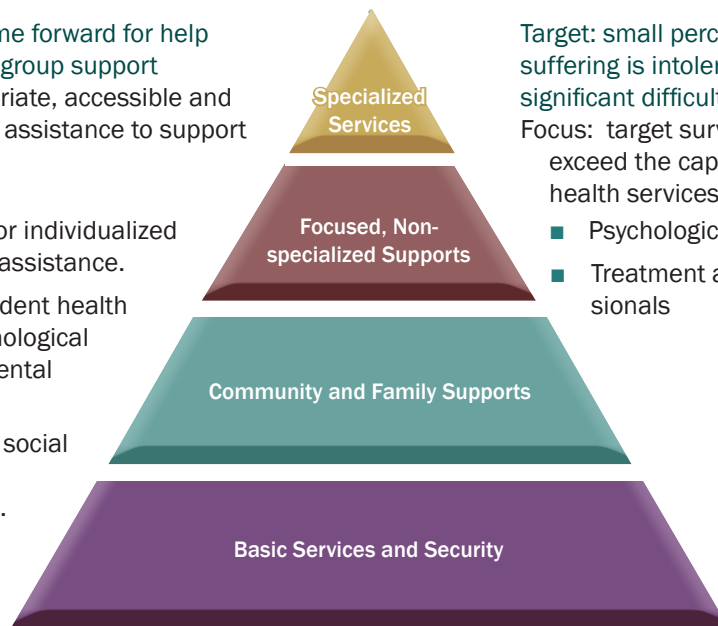 me forward for help
group support
riate, accessible and
assistance to support
or individualized
assistance.
dent health
nological
ental
social
.
Specialized
Services
Focused, Non-
specialized Supports
Community and Family Supports
Basic Services and Security
Target: small perc
suffering is intoler
significant difficult
Focus: target surv
exceed the cap
health services
■ Psychologic
■ Treatment a
sionals